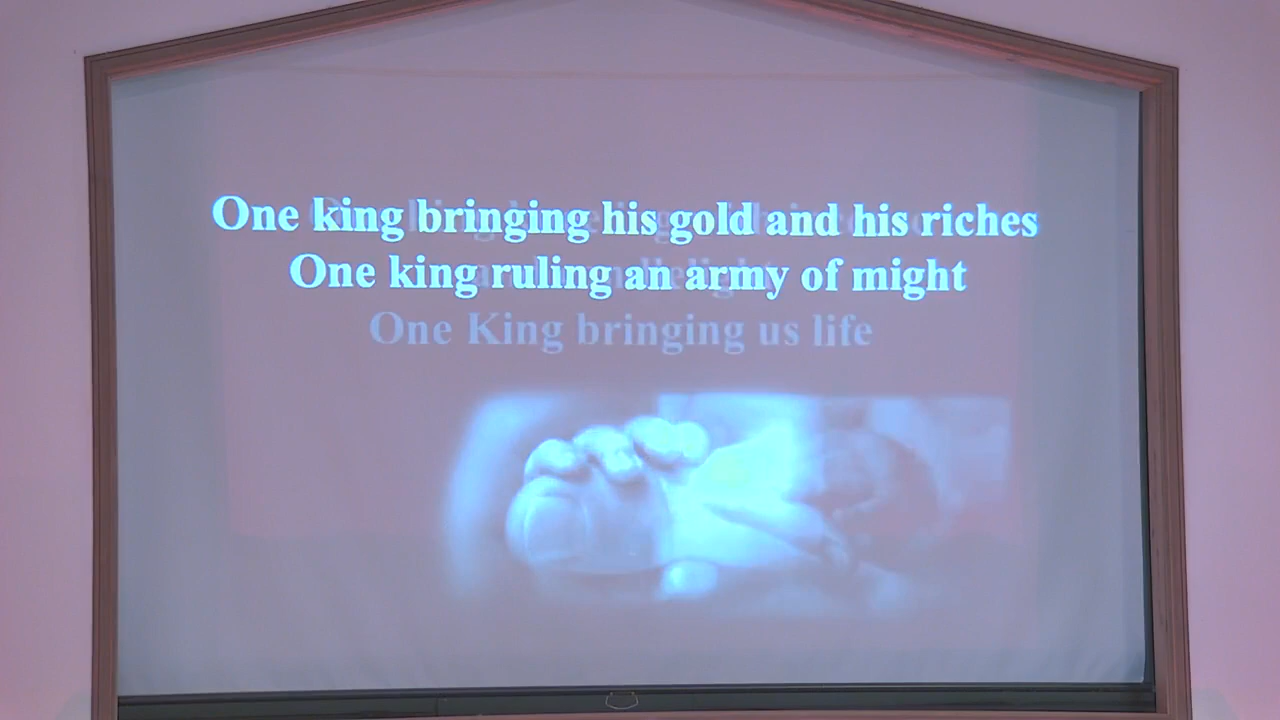 One king bringing his gold and his riches
One king ruling an army of might
One King bringing us life